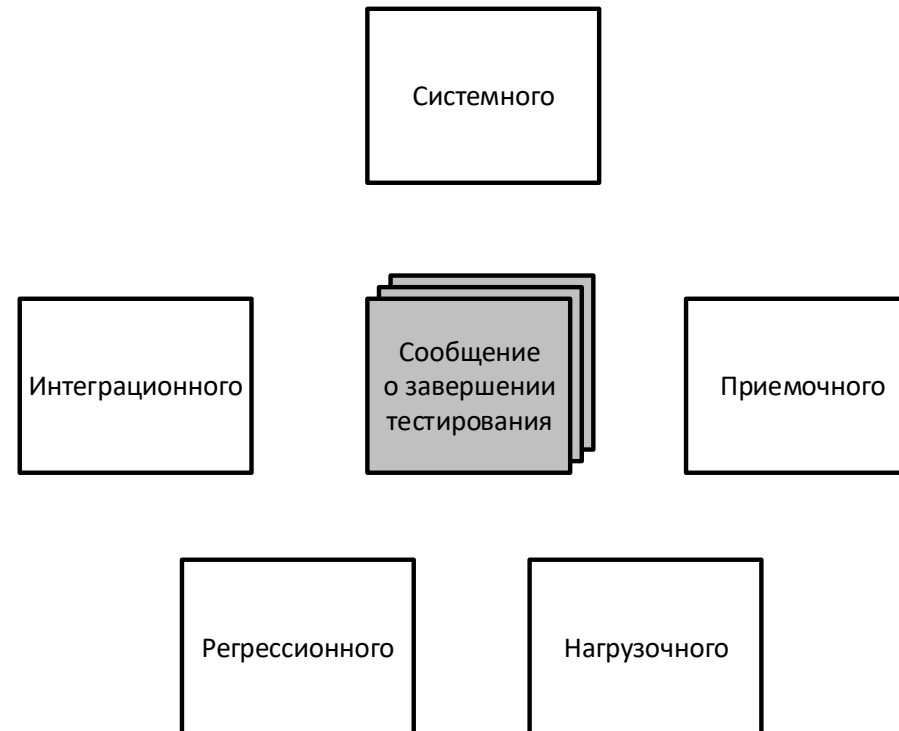 Системного
Интеграционного
Сообщение
о завершении
тестирования
Приемочного
Регрессионного
Нагрузочного